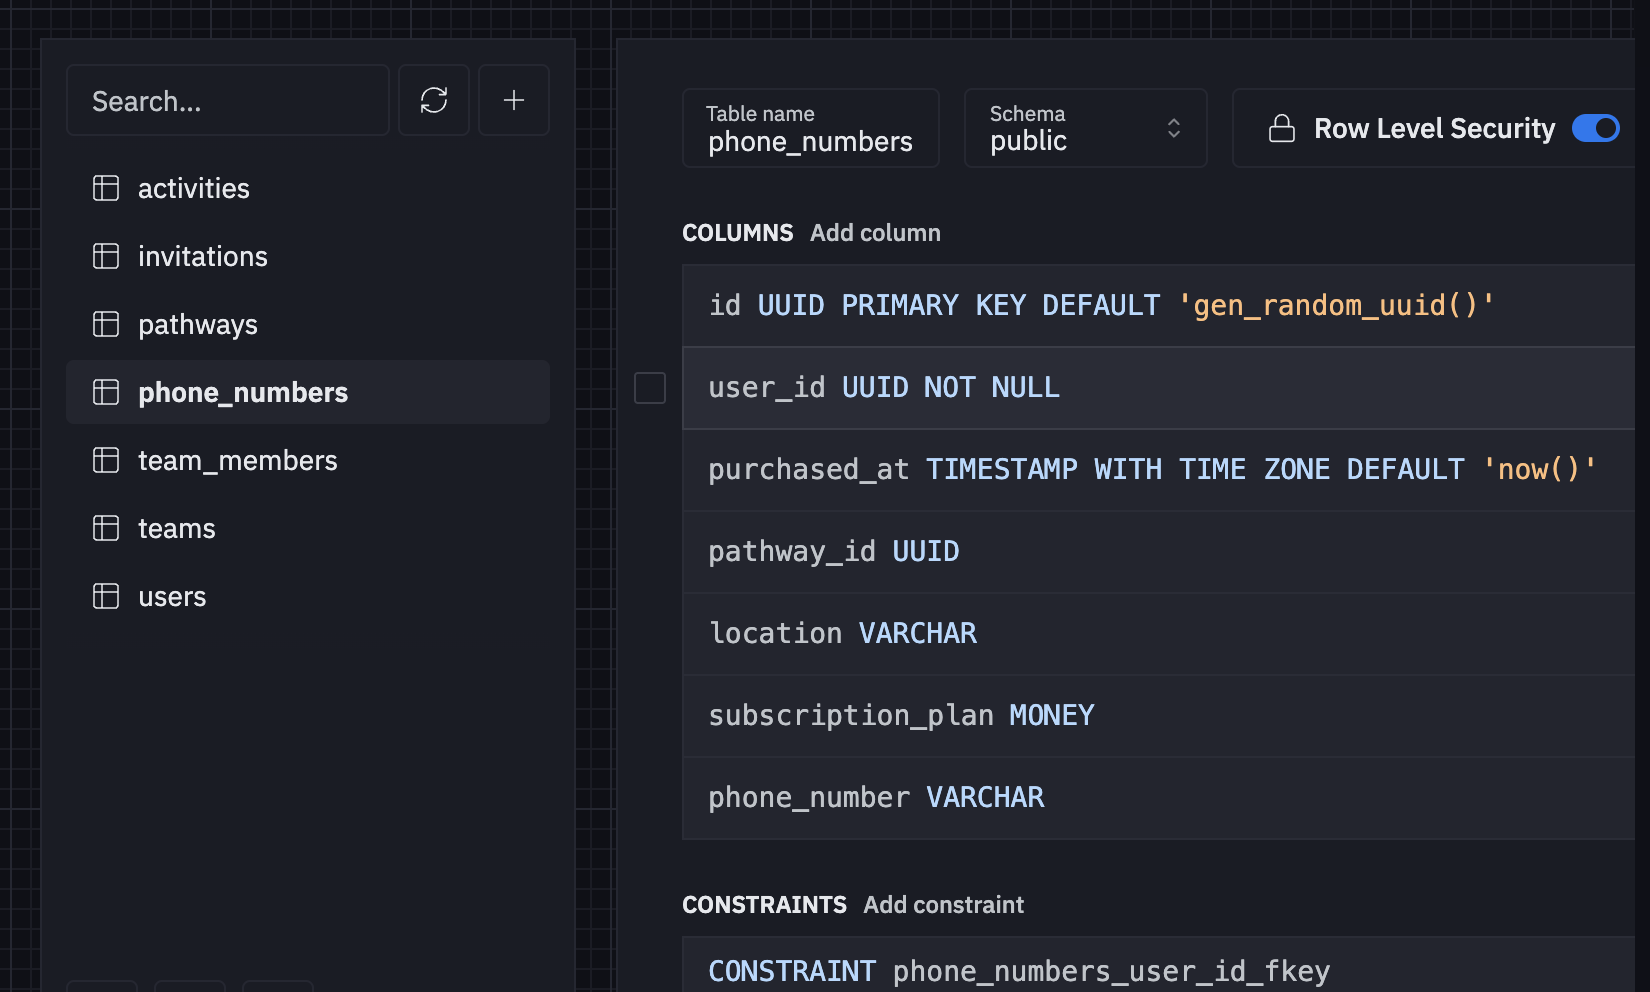 Search...
activities
invitations
pathways
phone_numbers
team_members
teams
users
Table name
phone_numbers
Schema
public
Row Level Security
COLUMNS Add column
id UUID PRIMARY KEY DEFAULT 'gen_random_uuid()'
user_id UUID NOT NULL
purchased_at TIMESTAMP WITH TIME ZONE DEFAULT 'now()'
pathway_id UUID
location VARCHAR
subscription_plan MONEY
phone_number VARCHAR
CONSTRAINTS Add constraint
CONSTRAINT phone_numbers_user_id_fkey